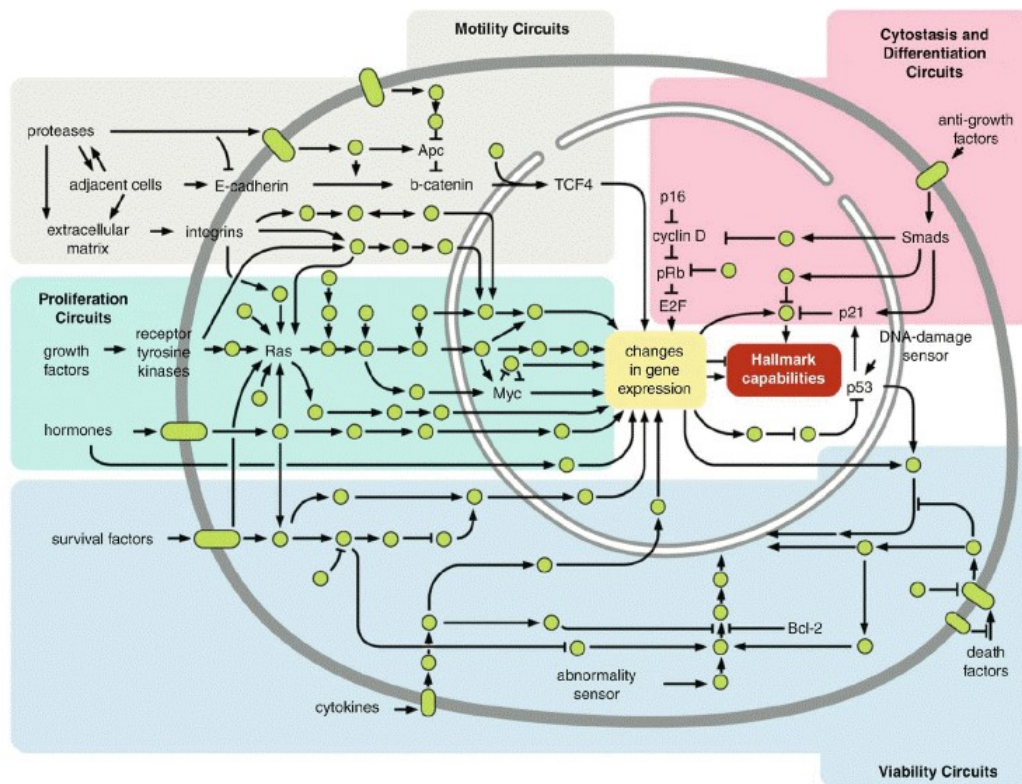 Motility Circuits
Cytostasis and
Differentiation
Circuits
proteases
anti-growth
factors
Apc
adjacent cells
E-cadherin
b-catenin
TCF4
p16
extracellular
matrix
integrins
cyclin D
Smads
pRb
Proliferation
Circuits
E2F
p21
growth
factors
receptor
tyrosine
kinases
Ras
DNA-damage
sensor
changes
in gene
expression
Hallmark
capabilities
p53
Myc
hormones
survival factors
Bcl-2
abnormality
sensor
death
factors
cytokines
Viability Circuits